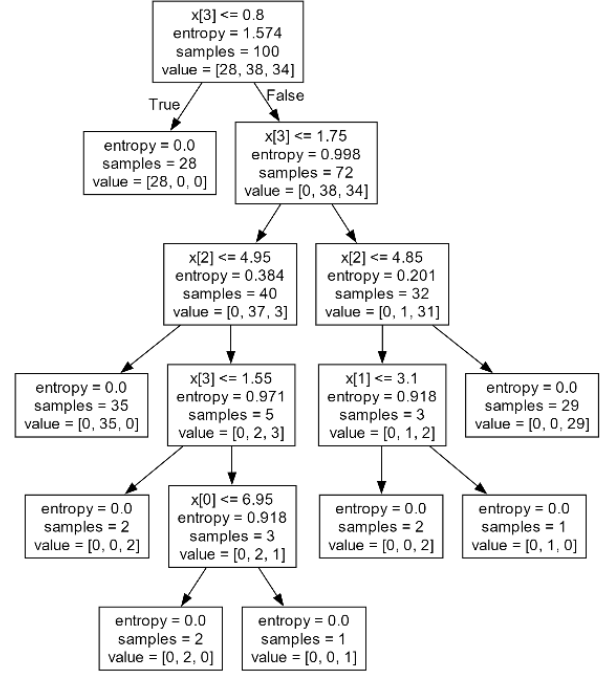 x[3] <= 0.8
entropy = 1.574
samples = 100
value = [28, 38, 34]
True
False
entropy = 0.0
samples = 28
value = [28, 0, 0]
x[3] <= 1.75
entropy = 0.998
samples = 72
value = [0, 38, 34]
x[2] <= 4.95
entropy = 0.384
samples = 40
value = [0, 37, 3]
x[2] <= 4.85
entropy = 0.201
samples = 32
value = [0, 1, 31]
entropy = 0.0
samples = 35
value = [0, 35, 0]
x[3] <= 1.55
entropy = 0.971
samples = 5
value = [0, 2, 3]
x[1] <= 3.1
entropy = 0.918
samples = 3
value = [0, 1, 2]
entropy = 0.0
samples = 29
value = [0, 0, 29]
entropy = 0.0
samples = 2
value = [0, 0, 2]
x[0] <= 6.95
entropy = 0.918
samples = 3
value = [0, 2, 1]
entropy = 0.0
samples = 2
value = [0, 0, 2]
entropy = 0.0
samples = 1
value = [0, 1, 0]
entropy = 0.0
samples = 2
value = [0, 2, 0]
entropy = 0.0
samples = 1
value = [0, 0, 1]